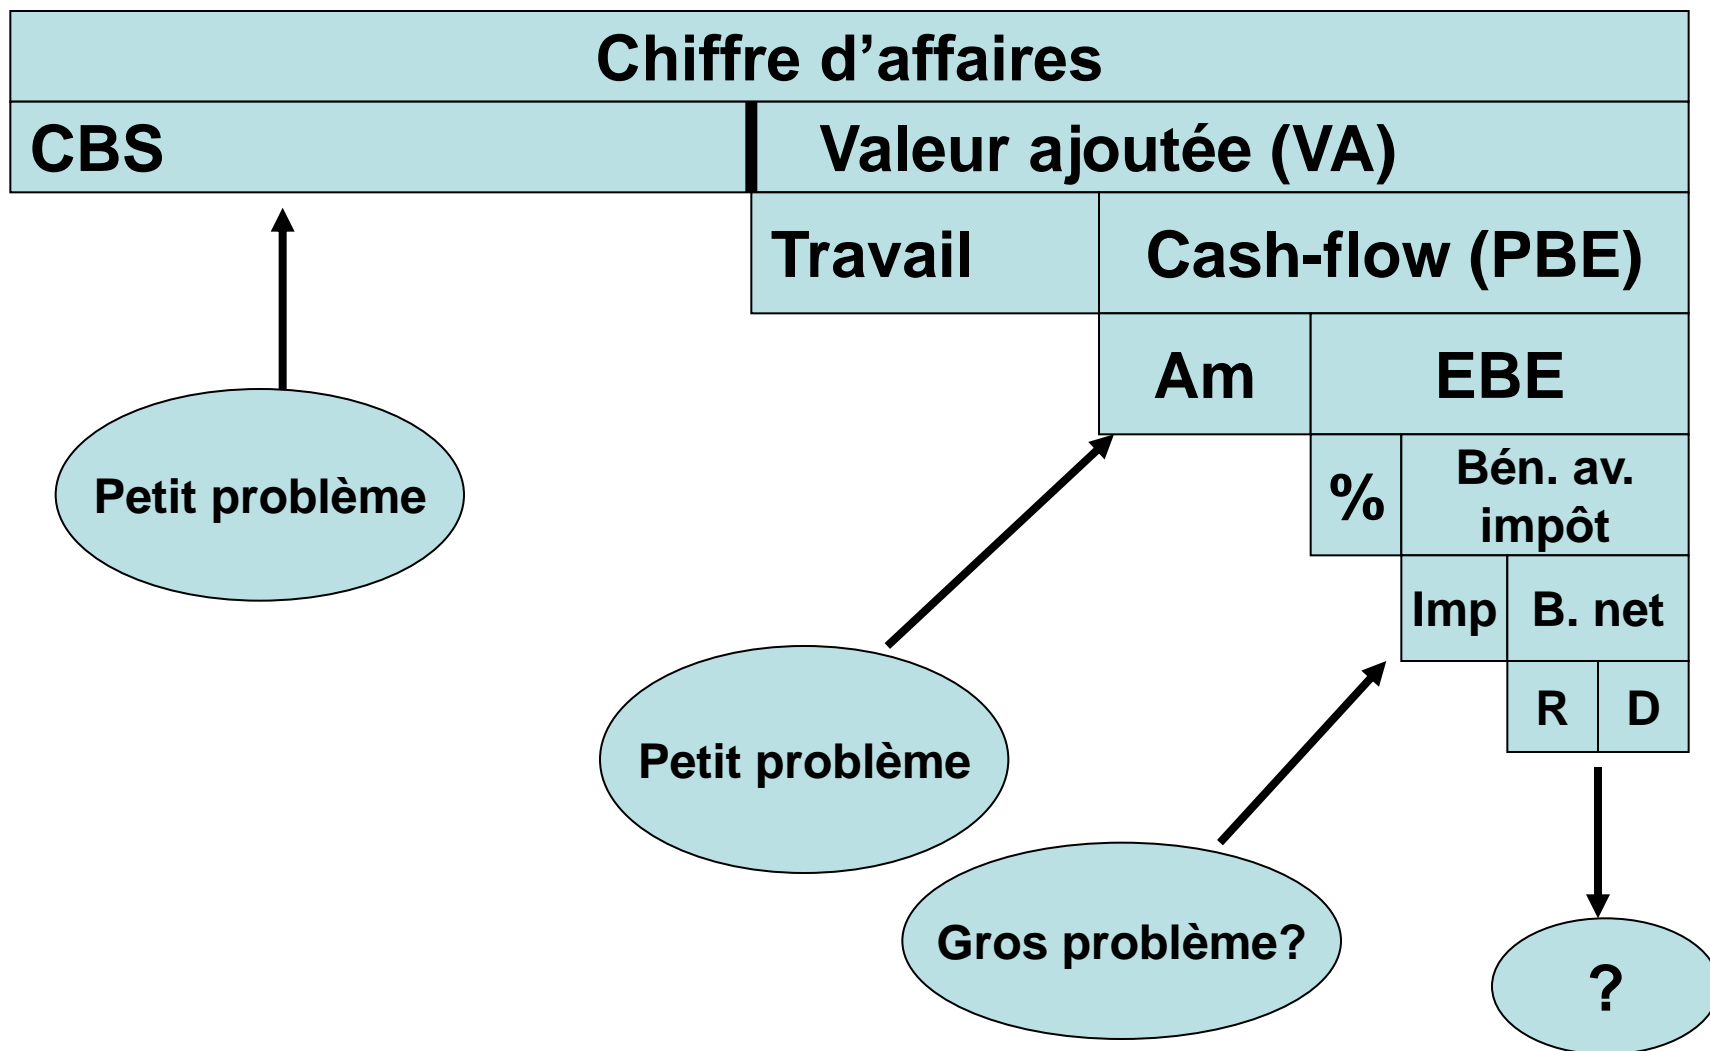 Chiffre d’affaires
CBS
Valeur ajoutée (VA)
Travail
Cash-flow (PBE)
Am
EBE
%
Bén. av.
impôt
Petit problème
Imp
B. net
R
D
Petit problème
Gros problème?
?